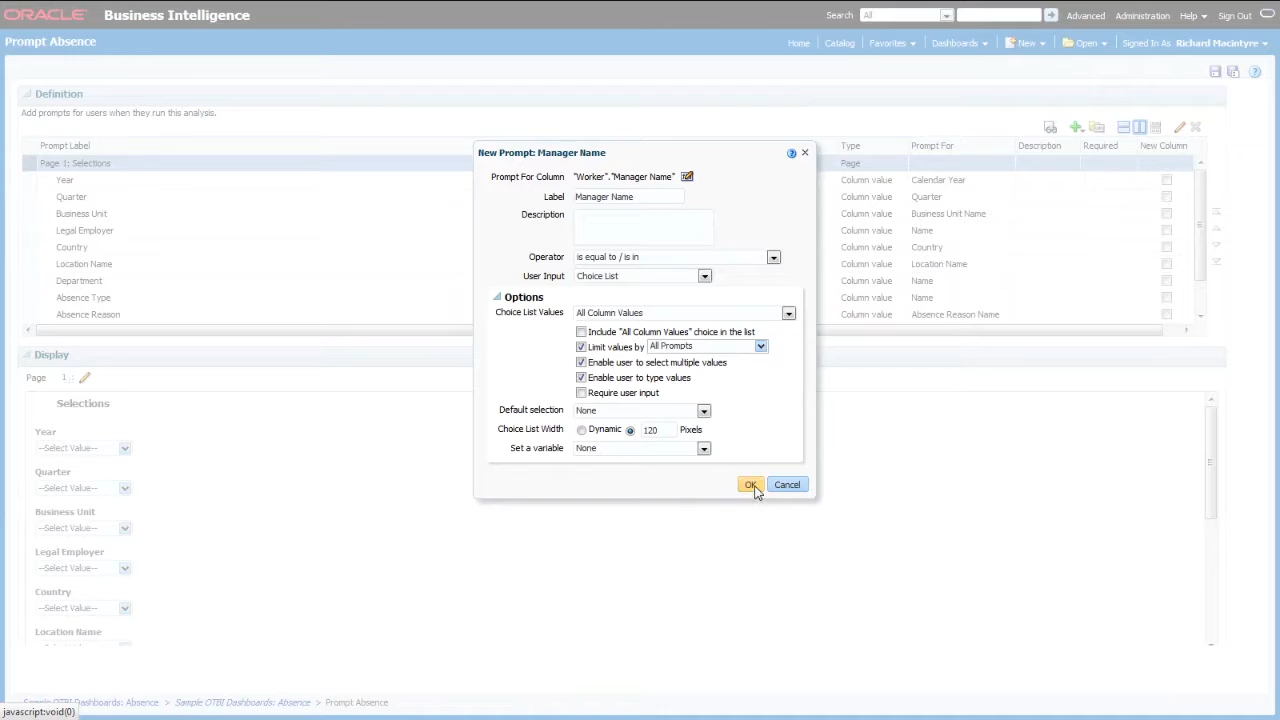 ORACLE Business Intelligence Search All Advanced Administration Help Sign Out
Prompt Absence Home Catalog Favorites Dashboards New Open Signed In As Richard Macintyre
Definition
Add prompts for users when they run this analysis.
Prompt Label Type Prompt For Description Required New Column
Page 1: Selections Page
Year Column value Calendar Year
Quarter Column value Quarter
Business Unit Column value Business Unit Name
Legal Employer Column value Name
Country Column value Country
Location Name Column value Location Name
Department Column value Name
Absence Type Column value Name
Absence Reason Column value Absence Reason Name
New Prompt: Manager Name
Prompt For Column "Worker"."Manager Name"
Label Manager Name
Description
Operator is equal to / is in
User Input Choice List
Options
Choice List Values All Column Values
Include "All Column Values" choice in the list
Limit values by All Prompts
Enable user to select multiple values
Enable user to type values
Require user input
Default selection None
Choice List Width Dynamic 120 Pixels
Set a variable None
OK Cancel
Display
Page 1 :
Selections
Year
--Select Value--
Quarter
--Select Value--
Business Unit
--Select Value--
Legal Employer
--Select Value--
Country
--Select Value--
Location Name
Sample OTBI Dashboards: Absence > Sample OTBI Dashboards: Absence > Prompt Absence
javascript:void(0)